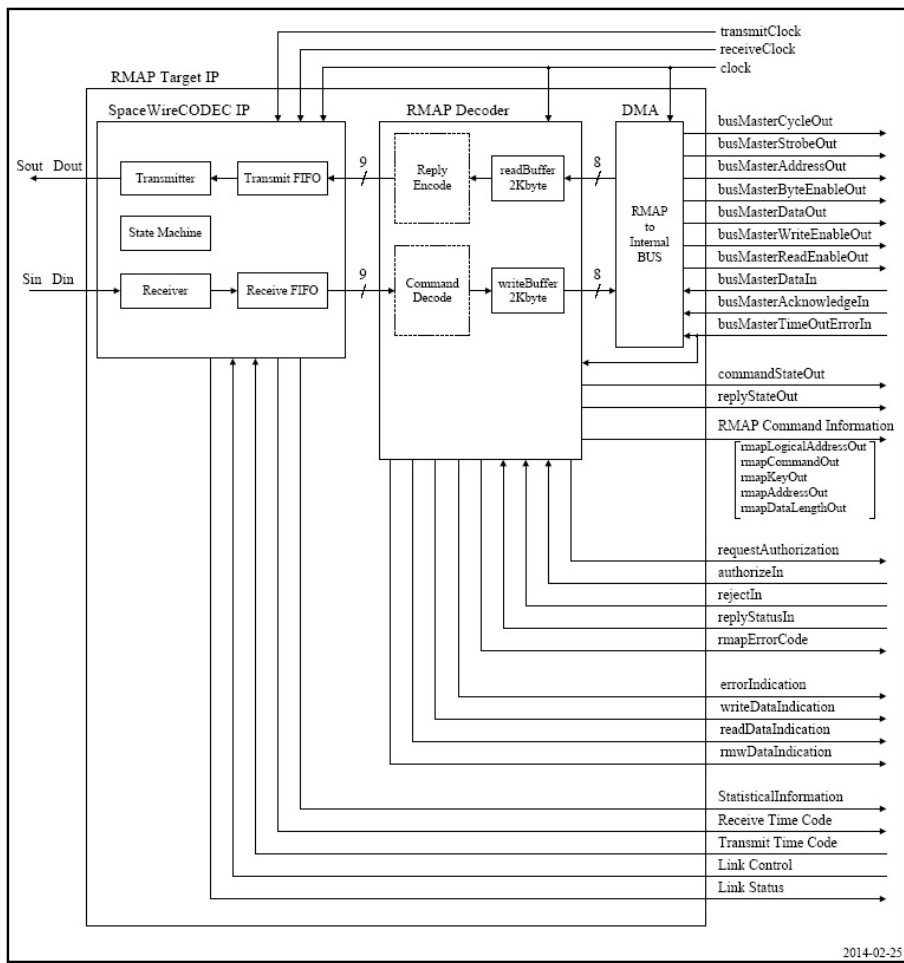 transmitClock
receiveClock
clock
RMAP Target IP
SpaceWireCODEC IP
RMAP Decoder
DMA
Sout Dout
Transmitter
Transmit FIFO
9
Reply
Encode
readBuffer
2Kbyte
8
State Machine
RMAP
to
Internal
BUS
Sin Din
Receiver
Receive FIFO
9
Command
Decode
writeBuffer
2Kbyte
8
busMasterCycleOut
busMasterStrobeOut
busMasterAddressOut
busMasterByteEnableOut
busMasterDataOut
busMasterWriteEnableOut
busMasterReadEnableOut
busMasterDataIn
busMasterAcknowledgeIn
busMasterTimeOutErrorIn
commandStateOut
replyStateOut
RMAP Command Information
rmapLogicalAddressOut
rmapCommandOut
rmapKeyOut
rmapAddressOut
rmapDataLengthOut
requestAuthorization
authorizeIn
rejectIn
replyStatusIn
rmapErrorCode
errorIndication
writeDataIndication
readDataIndication
rmwDataIndication
StatisticalInformation
Receive Time Code
Transmit Time Code
Link Control
Link Status
2014-02-25